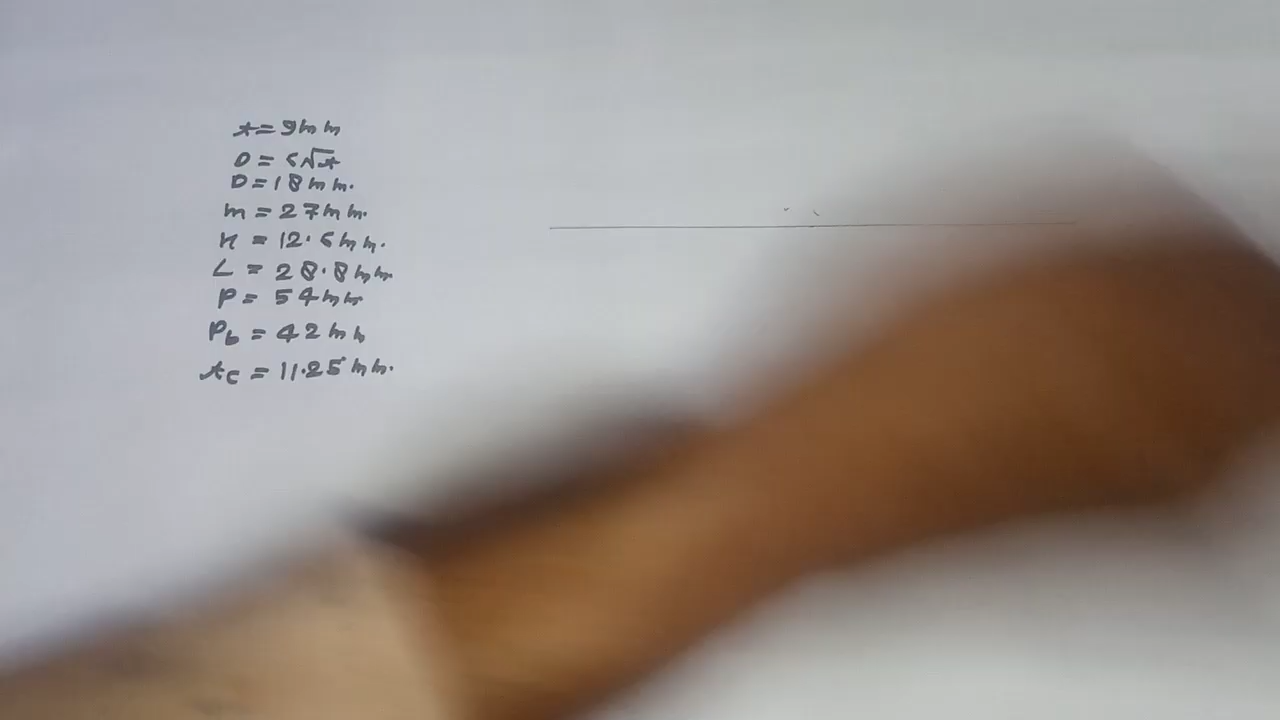 t = 9mm
D = 6√t
D = 18mm.
m = 27mm.
H = 12.6mm.
L = 28.8mm.
P = 54mm
Pb = 42mm
tc = 11.25mm.